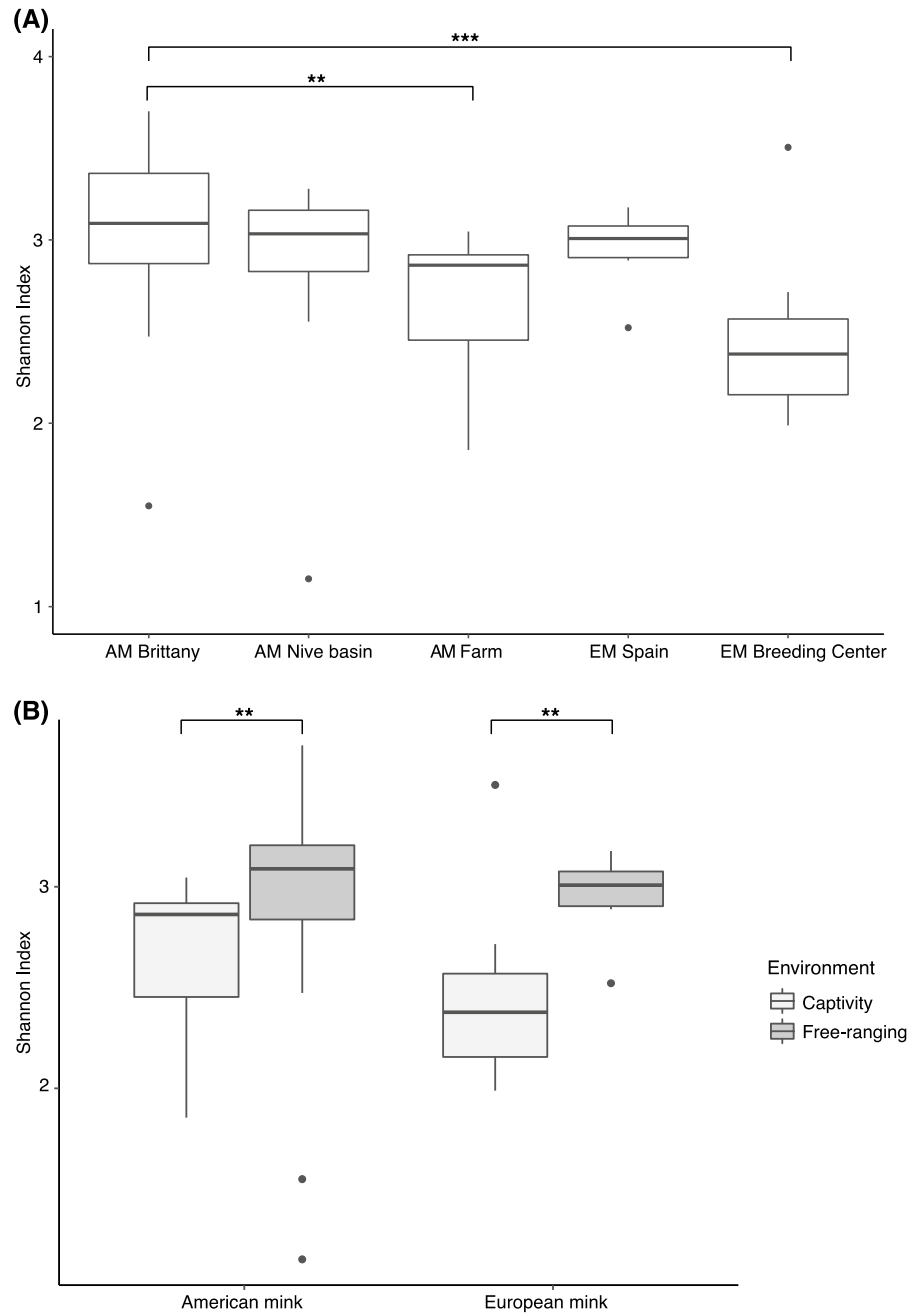 (A)
***
**
4
3
2
1
Shannon Index
AM Brittany AM Nive basin AM Farm EM Spain EM Breeding Center
(B)
** **
3
2
Shannon Index
Environment
Captivity
Free-ranging
American mink European mink